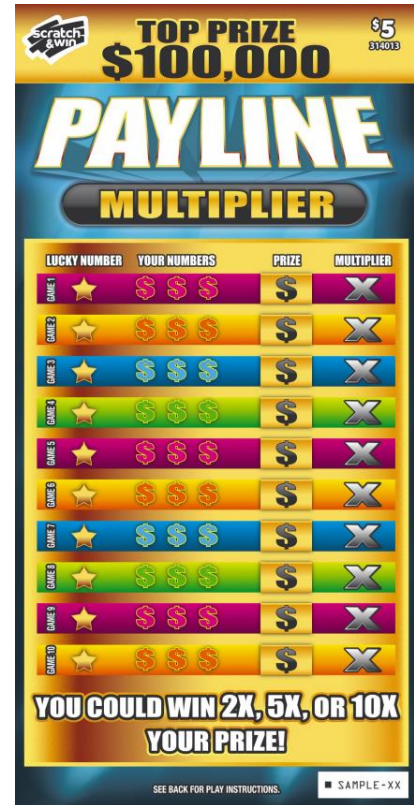 scratch
&win
TOP PRIZE
$100,000
$5
314013
PAYLINE
MULTIPLIER
LUCKY NUMBER YOUR NUMBERS PRIZE MULTIPLIER
GAME 1 $ $ $ $ X
GAME 2 $ $ $ $ X
GAME 3 $ $ $ $ X
GAME 4 $ $ $ $ X
GAME 5 $ $ $ $ X
GAME 6 $ $ $ $ X
GAME 7 $ $ $ $ X
GAME 8 $ $ $ $ X
GAME 9 $ $ $ $ X
GAME 10 $ $ $ $ X
YOU COULD WIN 2X, 5X, OR 10X
YOUR PRIZE!
SEE BACK FOR PLAY INSTRUCTIONS.
SAMPLE-XX